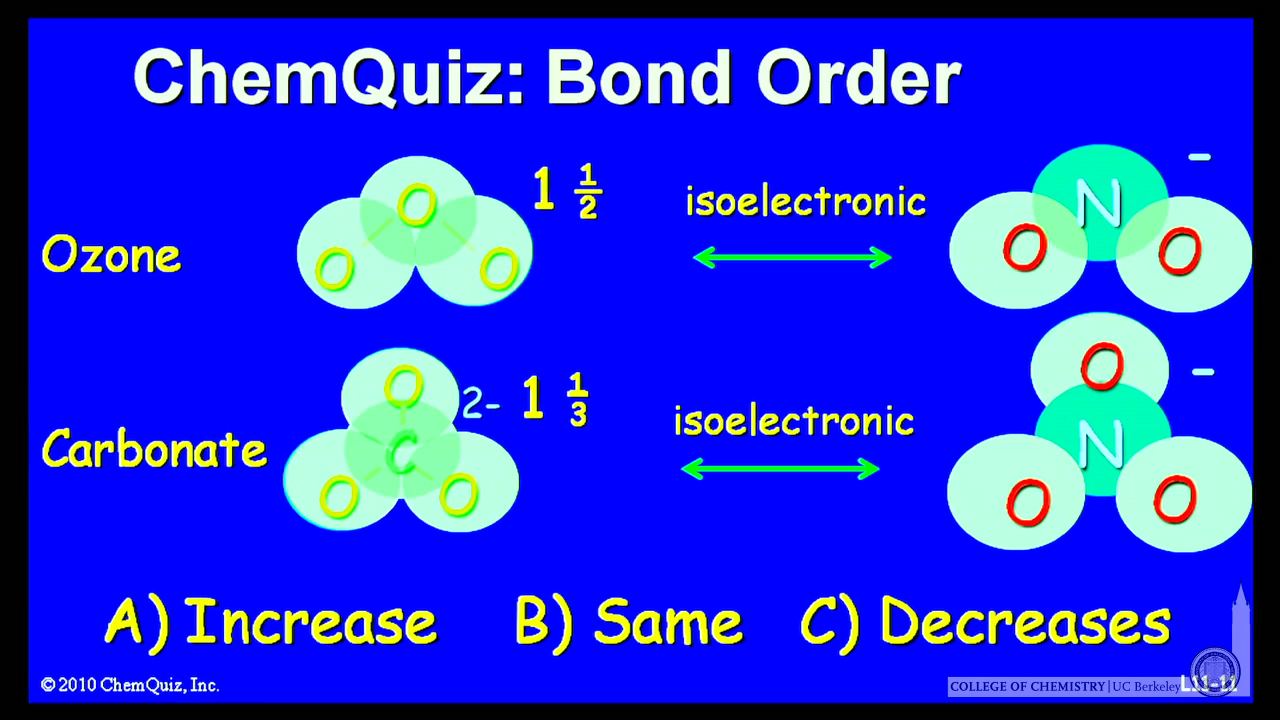 ChemQuiz: Bond Order
Ozone
O
O
O
1 1/2
isoelectronic
N
O
O
-
Carbonate
O
C
O
O
2-
1 1/3
isoelectronic
O
N
O
O
-
A) Increase B) Same C) Decreases
© 2010 ChemQuiz, Inc.
COLLEGE OF CHEMISTRY | UC Berkeley